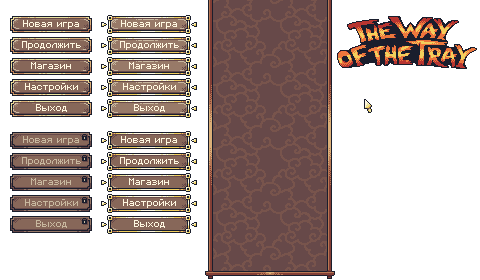 Новая игра Новая игра
Продолжить Продолжить
Магазин Магазин
Настройки Настройки
Выход Выход
Новая игра Новая игра
Продолжить Продолжить
Магазин Магазин
Настройки Настройки
Выход Выход
THE WAY
OF THE TRAY